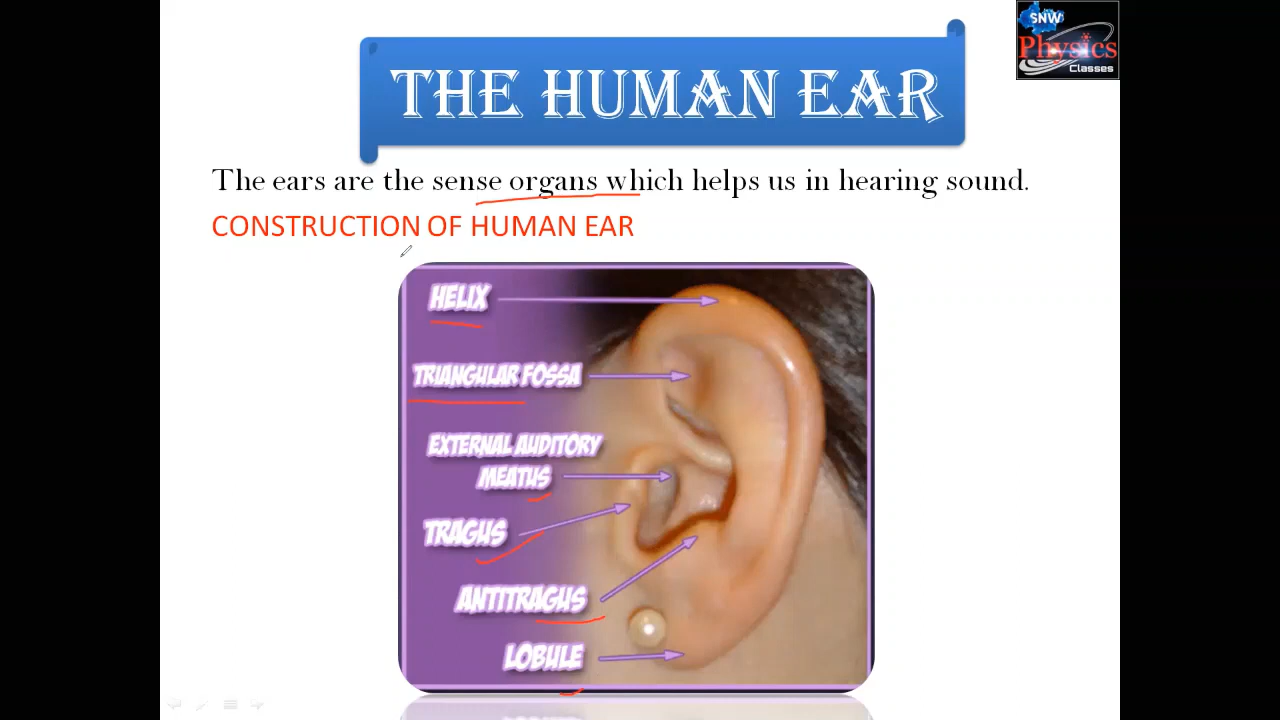 SNW
Physics
Classes
THE HUMAN EAR
The ears are the sense organs which helps us in hearing sound.
CONSTRUCTION OF HUMAN EAR
HELIX
TRIANGULAR FOSSA
EXTERNAL AUDITORY
MEATUS
TRAGUS
ANTITRAGUS
LOBULE